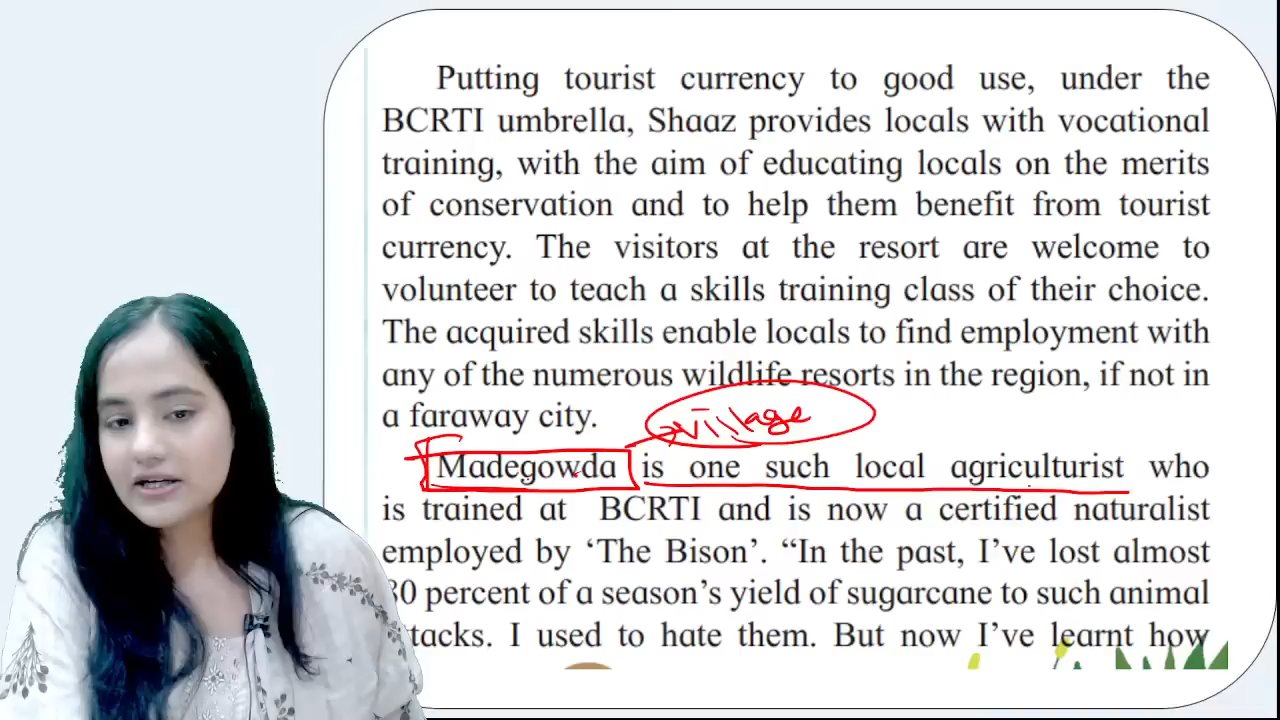 Putting tourist currency to good use, under the
BCRTI umbrella, Shaaz provides locals with vocational
training, with the aim of educating locals on the merits
of conservation and to help them benefit from tourist
currency. The visitors at the resort are welcome to
volunteer to teach a skills training class of their choice.
The acquired skills enable locals to find employment with
any of the numerous wildlife resorts in the region, if not in
a faraway city.
village
Madegowda is one such local agriculturist who
is trained at BCRTI and is now a certified naturalist
employed by ‘The Bison’. “In the past, I’ve lost almost
30 percent of a season’s yield of sugarcane to such animal
attacks. I used to hate them. But now I’ve learnt how